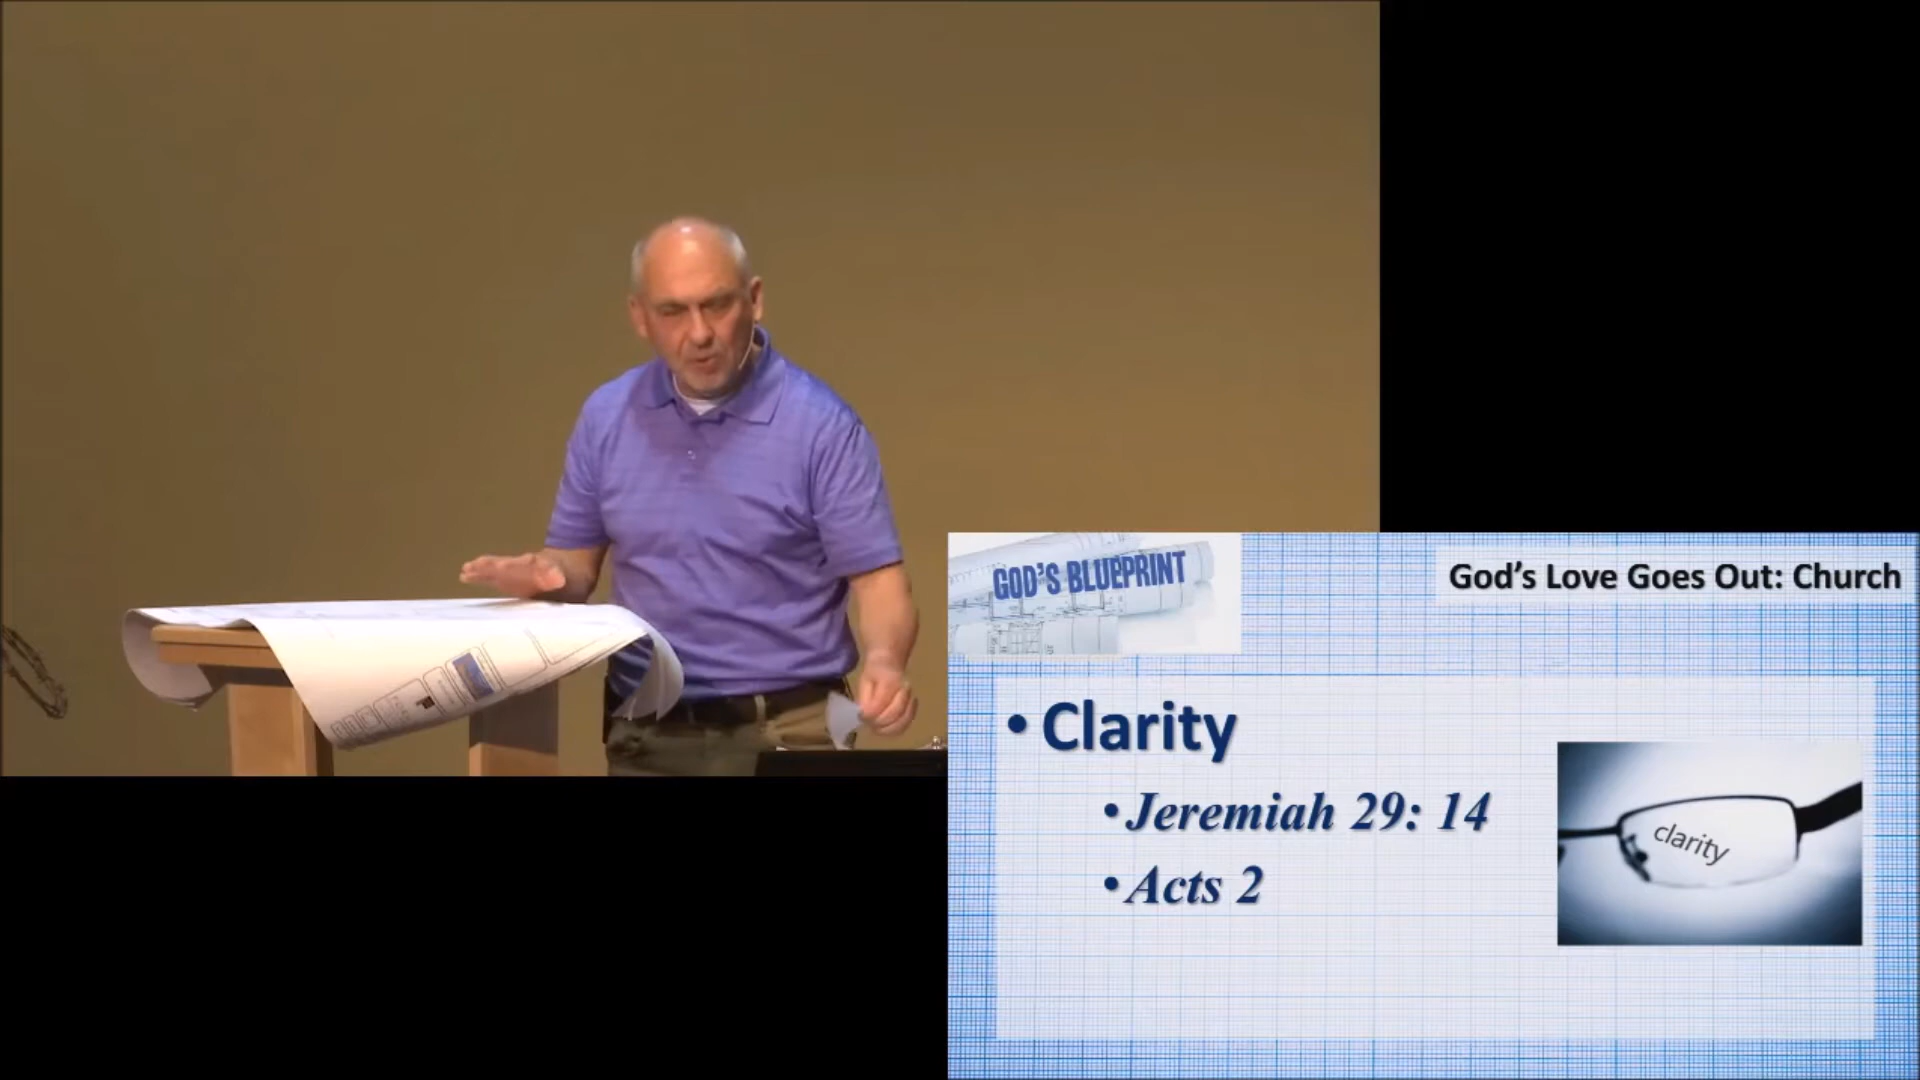 GOD'S BLUEPRINT
God's Love Goes Out: Church
• Clarity
• Jeremiah 29: 14
• Acts 2
clarity